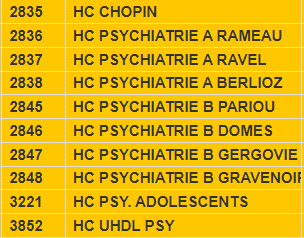 2835 HC CHOPIN
2836 HC PSYCHIATRIE A RAMEAU
2837 HC PSYCHIATRIE A RAVEL
2838 HC PSYCHIATRIE A BERLIOZ
2845 HC PSYCHIATRIE B PARIOU
2846 HC PSYCHIATRIE B DOMES
2847 HC PSYCHIATRIE B GERGOVIE
2848 HC PSYCHIATRIE B GRAVENOIR
3221 HC PSY. ADOLESCENTS
3852 HC UHDL PSY